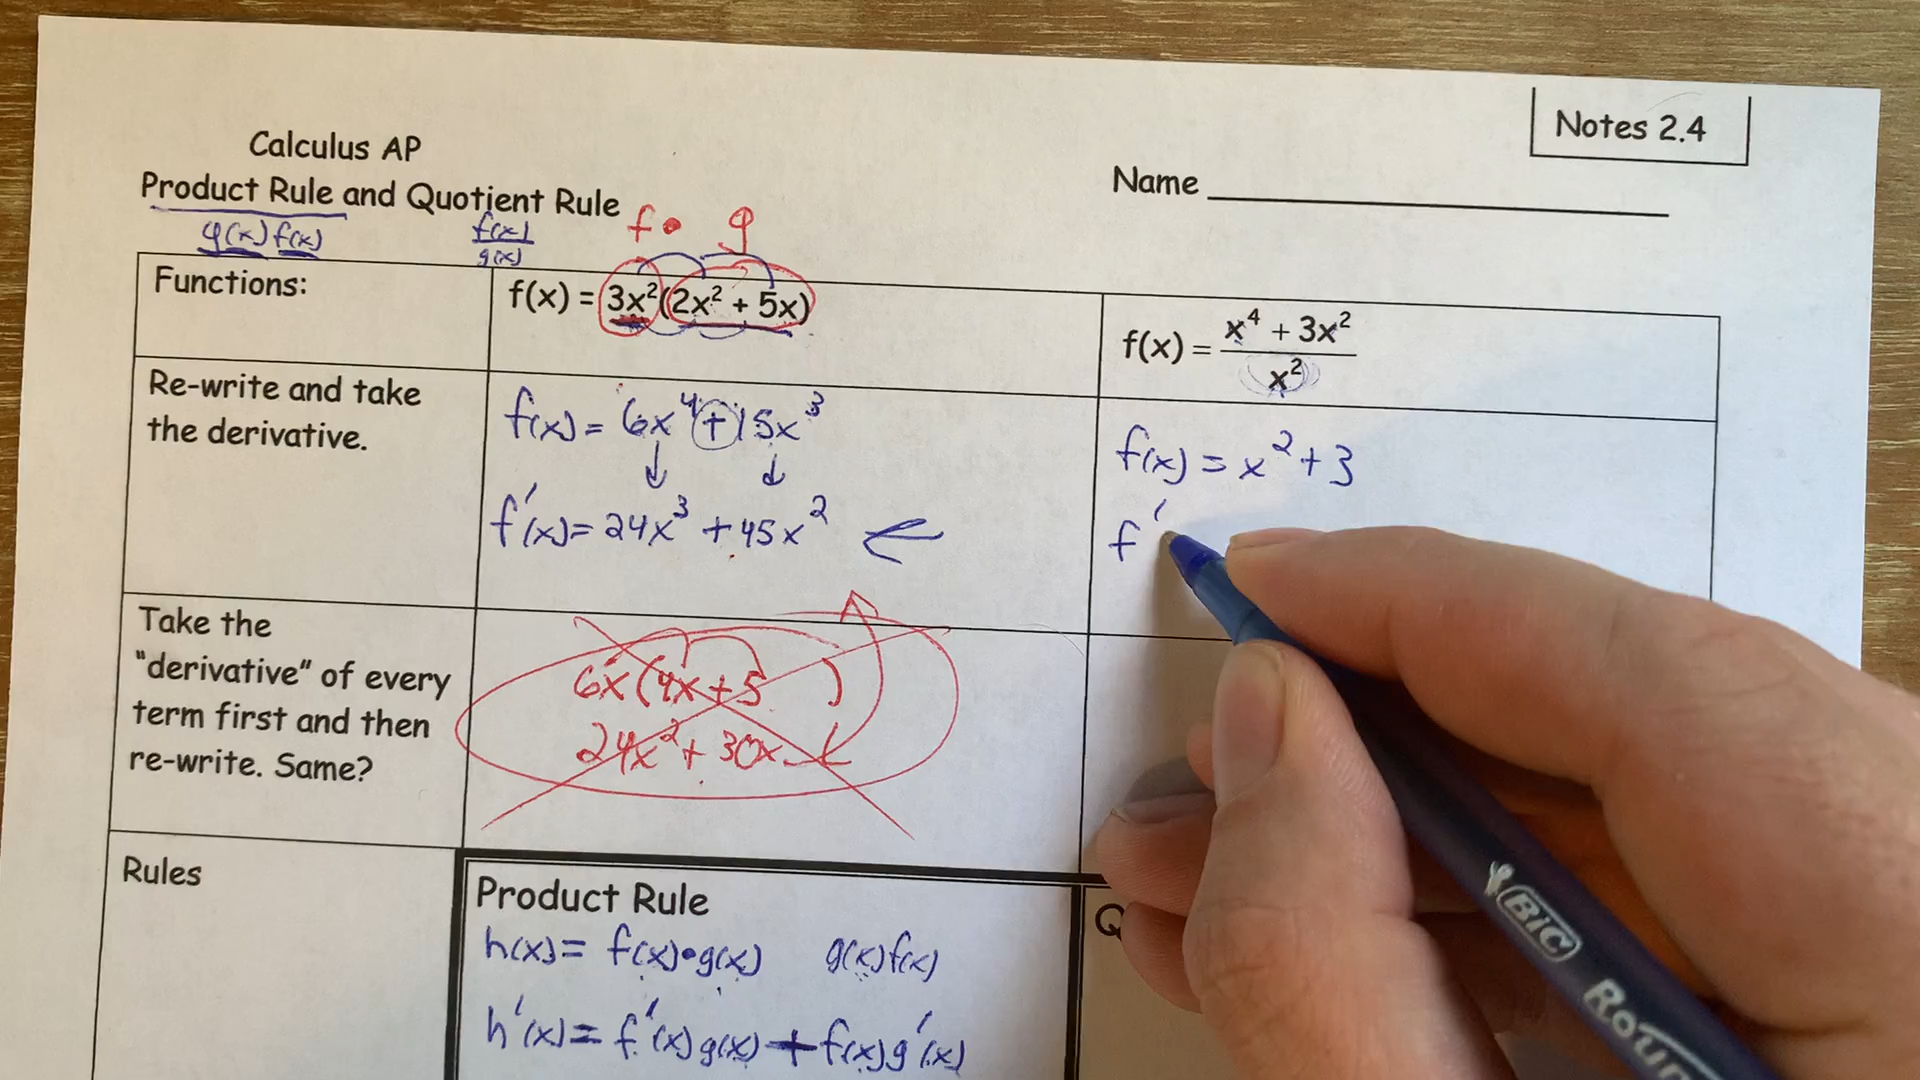 Notes 2.4
Calculus AP
Name
Product Rule and Quotient Rule
g(x) f(x)
f(x)/g(x)
f • g
Functions:
f(x) = 3x²(2x² + 5x)
f(x) = (x⁴ + 3x²)/x²
Re-write and take
the derivative.
f(x) = 6x⁴ + 15x³
f'(x) = 24x³ + 45x²
f(x) = x² + 3
f'
Take the
"derivative" of every
term first and then
re-write. Same?
6x(4x + 5)
24x² + 30x
Rules
Product Rule
h(x) = f(x)•g(x) g(x)f(x)
h'(x) = f'(x)g(x) + f(x)g'(x)
Q
BIC